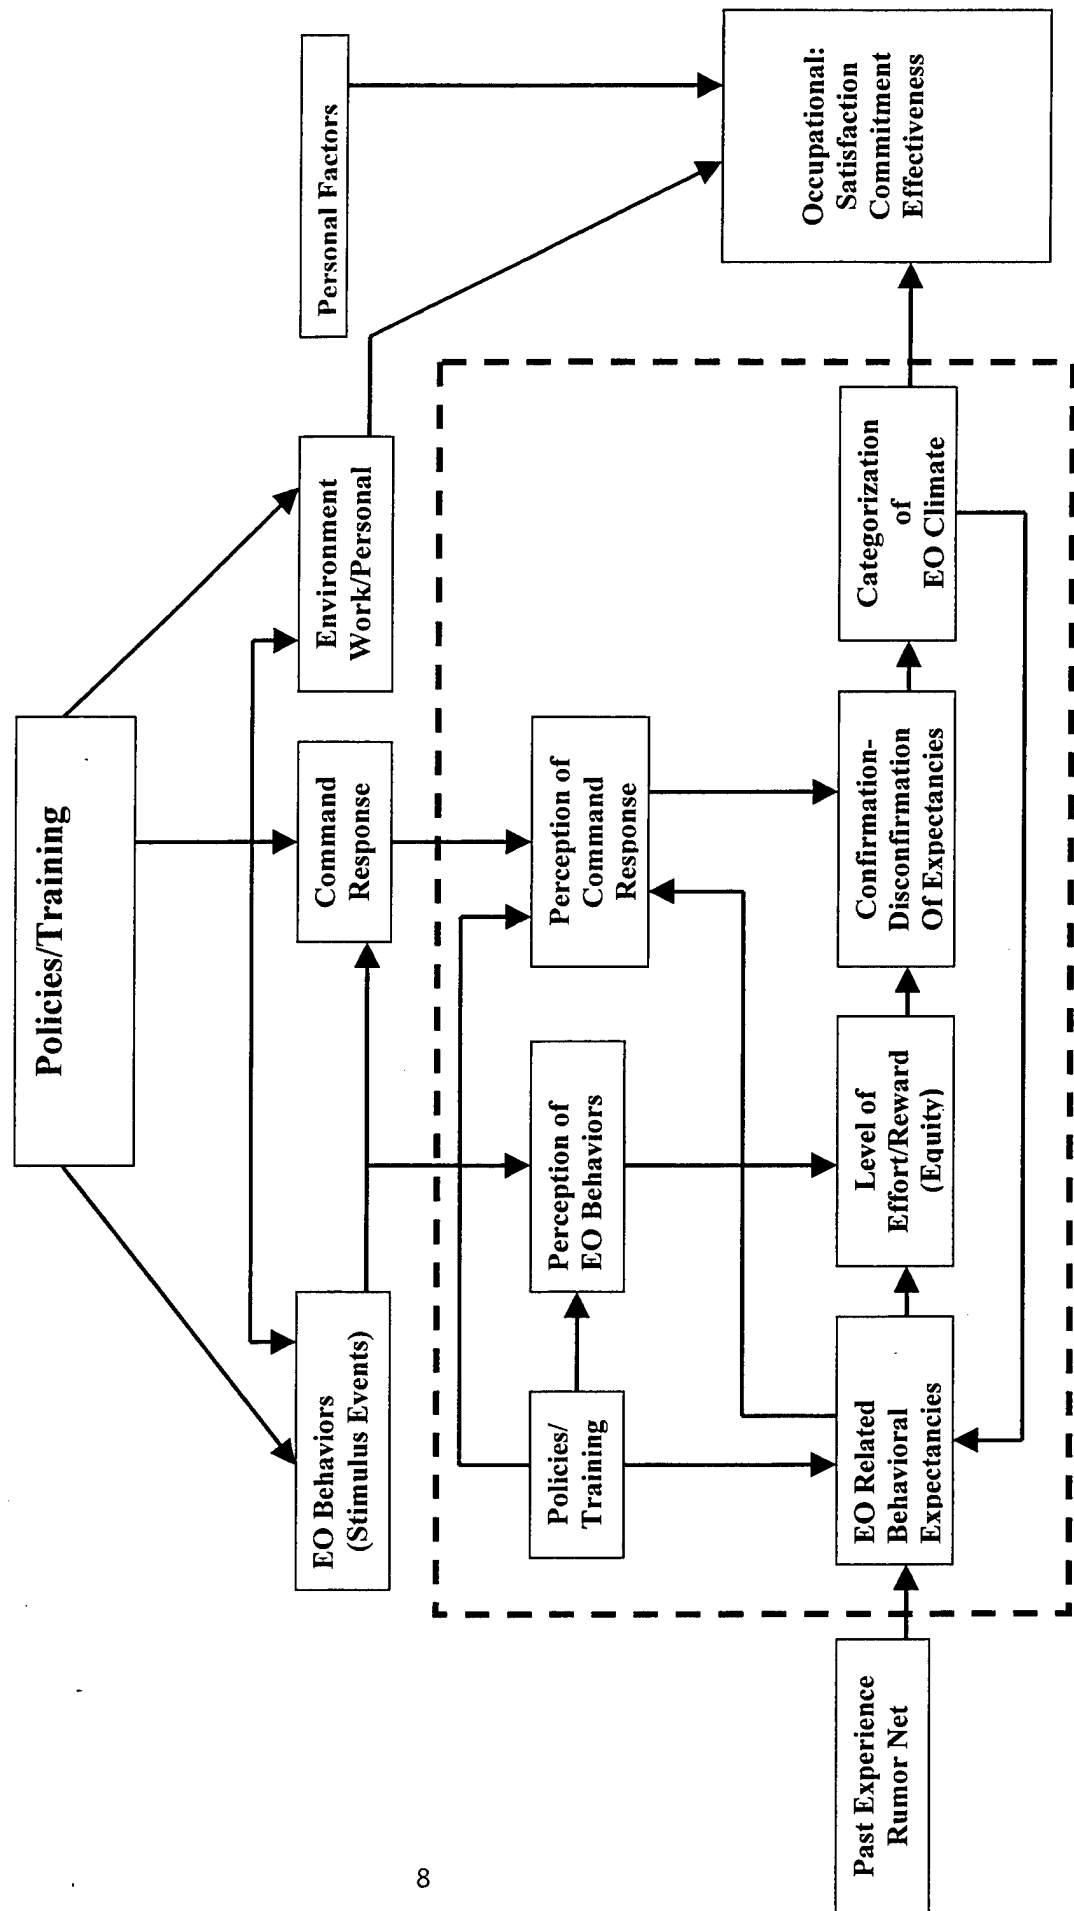 Policies/Training
EO Behaviors
(Stimulus Events)
Command
Response
Environment
Work/Personal
Personal Factors
Policies/
Training
Perception of
EO Behaviors
Perception of
Command
Response
Past Experience
Rumor Net
EO Related
Behavioral
Expectancies
Level of
Effort/Reward
(Equity)
Confirmation-
Disconfirmation
Of Expectancies
Categorization
of
EO Climate
Occupational:
Satisfaction
Commitment
Effectiveness
8